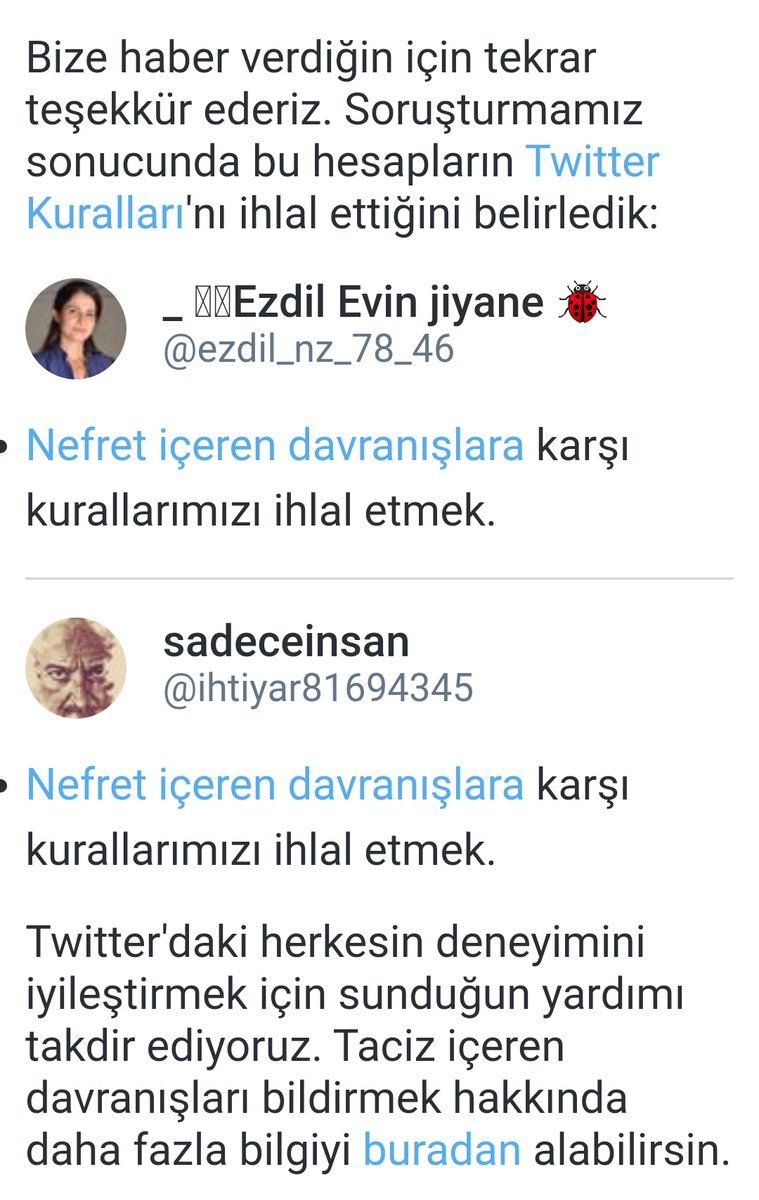 Bize haber verdiğin için tekrar
teşekkür ederiz. Soruşturmamız
sonucunda bu hesapların Twitter
Kuralları'nı ihlal ettiğini belirledik:
_ Ezdil Evin jiyane 🐞
@ezdil_nz_78_46
• Nefret içeren davranışlara karşı
kurallarımızı ihlal etmek.
sadeceinsan
@ihtiyar81694345
• Nefret içeren davranışlara karşı
kurallarımızı ihlal etmek.
Twitter'daki herkesin deneyimini
iyileştirmek için sunduğun yardımı
takdir ediyoruz. Taciz içeren
davranışları bildirmek hakkında
daha fazla bilgiyi buradan alabilirsin.